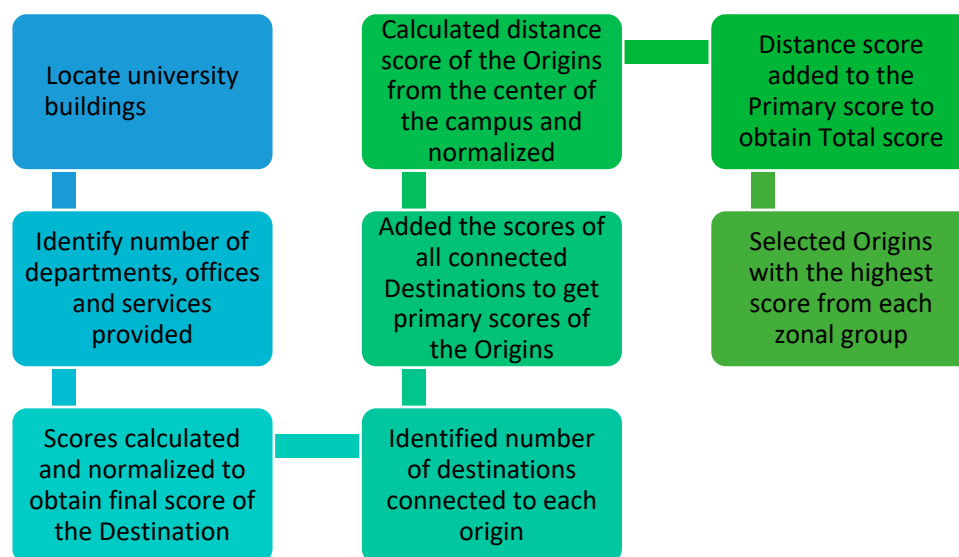 Locate university
buildings
Identify number of
departments, offices
and services
provided
Scores calculated
and normalized to
obtain final score of
the Destination
Identified number
of destinations
connected to each
origin
Added the scores of
all connected
Destinations to get
primary scores of
the Origins
Calculated distance
score of the Origins
from the center of
the campus and
normalized
Distance score
added to the
Primary score to
obtain Total score
Selected Origins
with the highest
score from each
zonal group